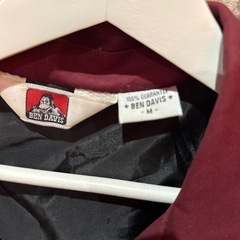 BEN DAVIS
100% GUARANTEE
BEN DAVIS
- M -